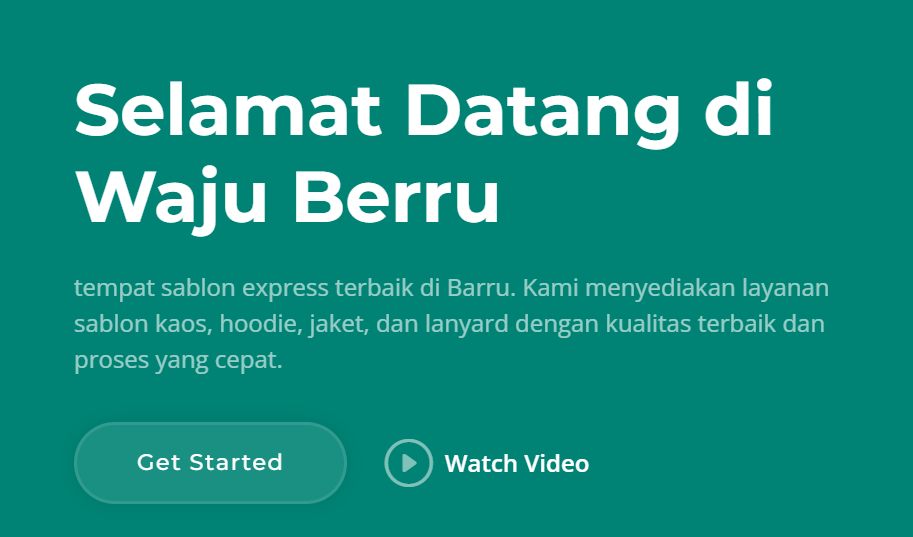 Selamat Datang di
Waju Berru
tempat sablon express terbaik di Barru. Kami menyediakan layanan
sablon kaos, hoodie, jaket, dan lanyard dengan kualitas terbaik dan
proses yang cepat.
Get Started
Watch Video